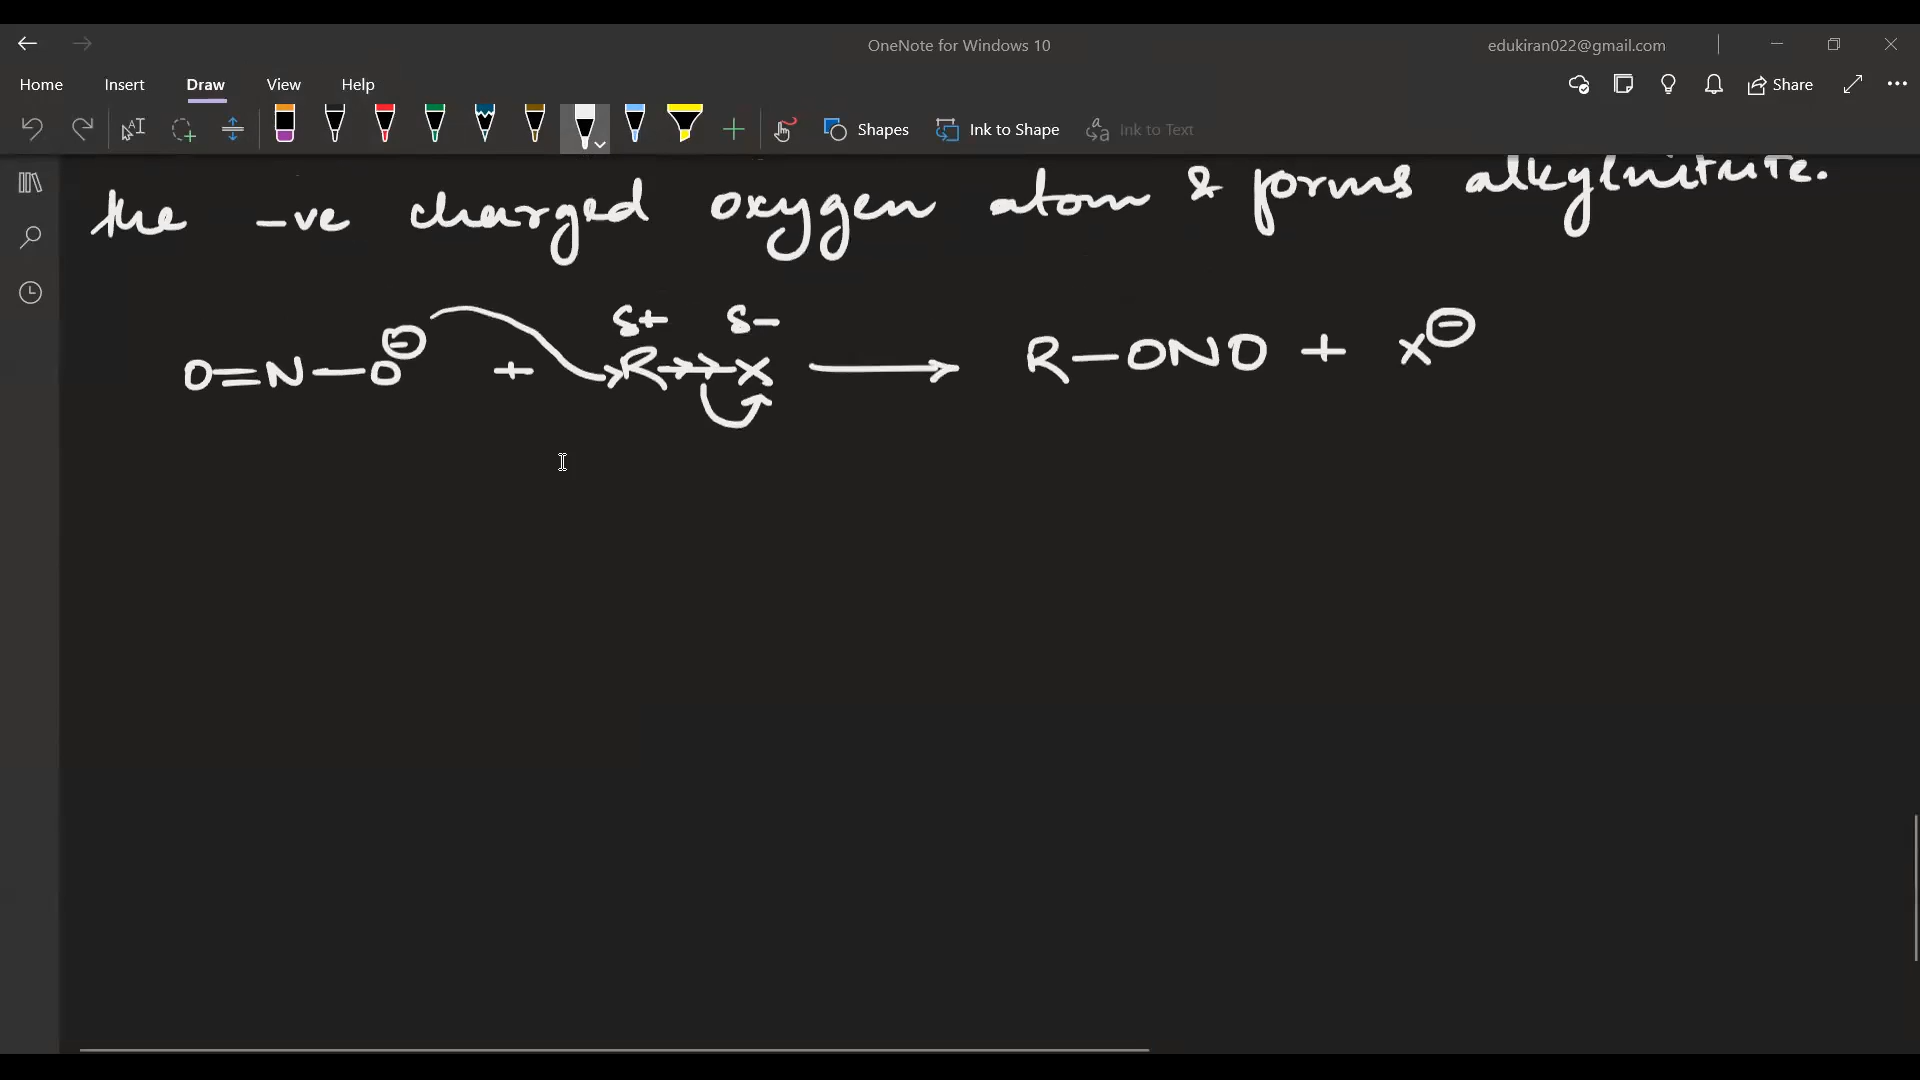 OneNote for Windows 10
edukiran022@gmail.com
Home Insert Draw View Help
Share
Shapes Ink to Shape Ink to Text
the -ve charged oxygen atom & forms alkylnitrite.
δ+ δ-
O=N-O⊖ + R→→X ⟶ R-ONO + X⊖